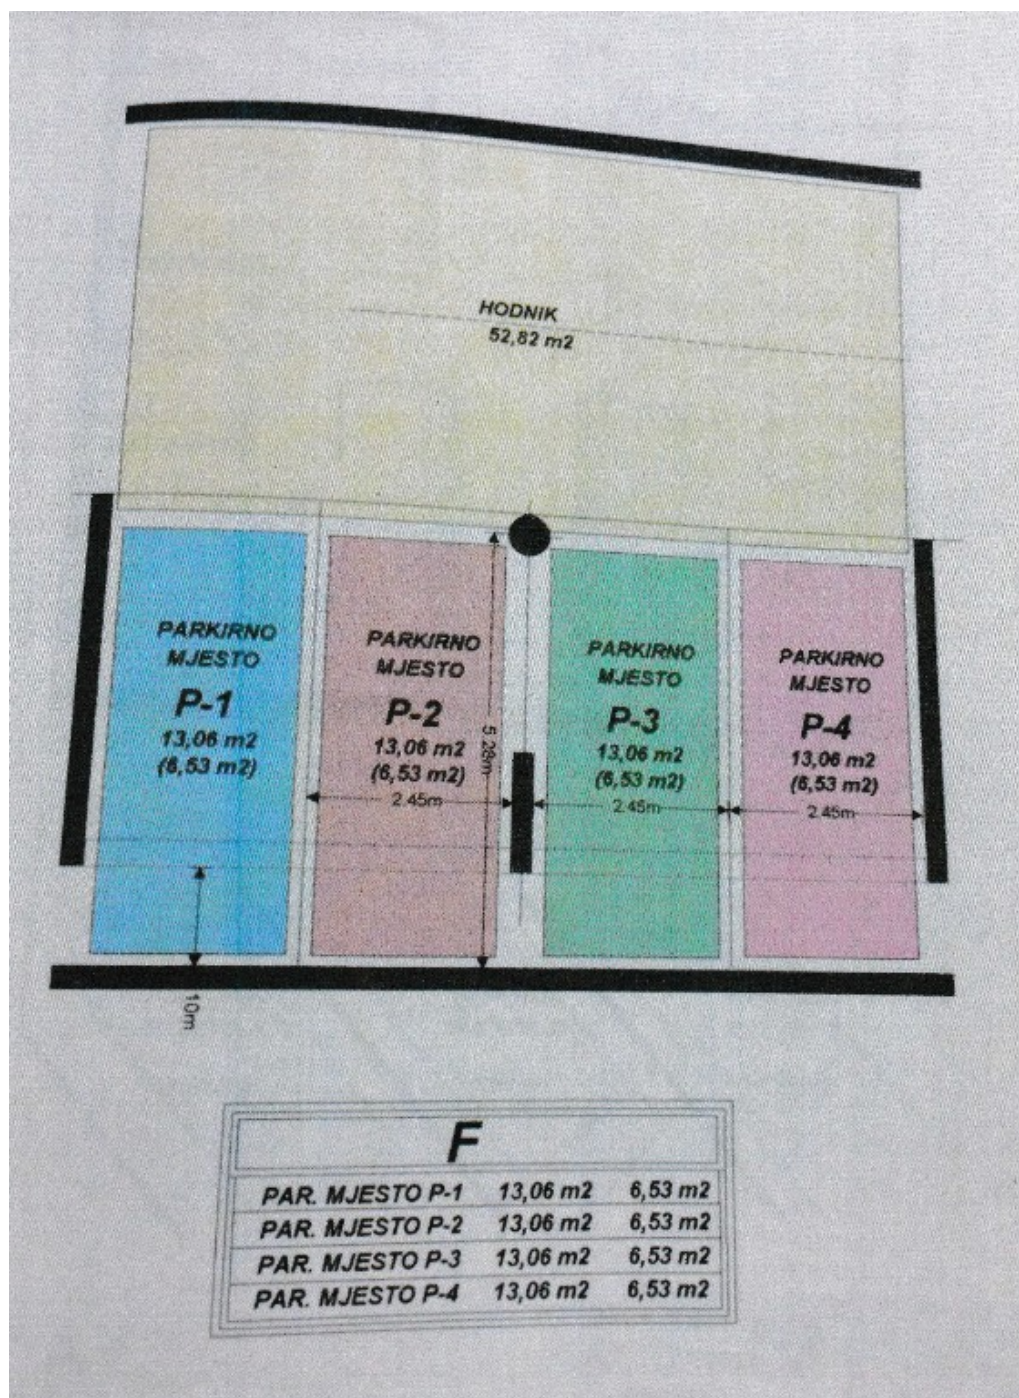 HODNIK
52,82 m2
PARKIRNO
MJESTO
P-1
13,06 m2
(6,53 m2)
PARKIRNO
MJESTO
P-2
13,06 m2
(6,53 m2)
2.45m
5.28m
PARKIRNO
MJESTO
P-3
13,06 m2
(6,53 m2)
2.45m
PARKIRNO
MJESTO
P-4
13,06 m2
(6,53 m2)
2.45m
10m
F
PAR. MJESTO P-1 13,06 m2 6,53 m2
PAR. MJESTO P-2 13,06 m2 6,53 m2
PAR. MJESTO P-3 13,06 m2 6,53 m2
PAR. MJESTO P-4 13,06 m2 6,53 m2